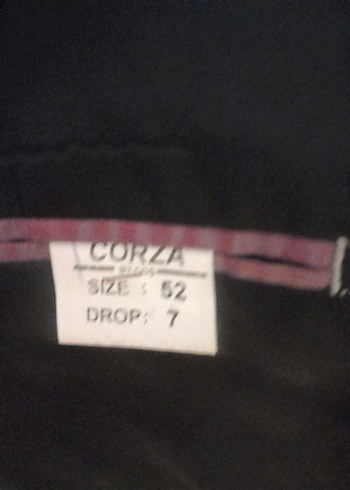 CORZA
SIZE : 52
DROP: 7